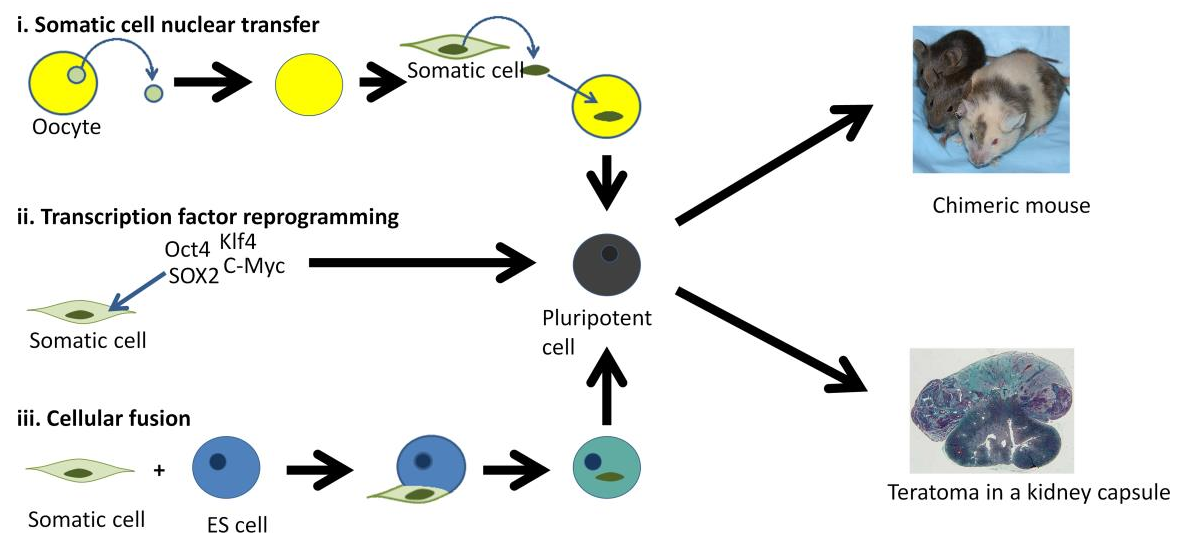 i. Somatic cell nuclear transfer
Somatic cell
Oocyte
Chimeric mouse
ii. Transcription factor reprogramming
Oct4 Klf4
SOX2 C-Myc
Somatic cell
Pluripotent
cell
iii. Cellular fusion
+
Somatic cell
ES cell
Teratoma in a kidney capsule